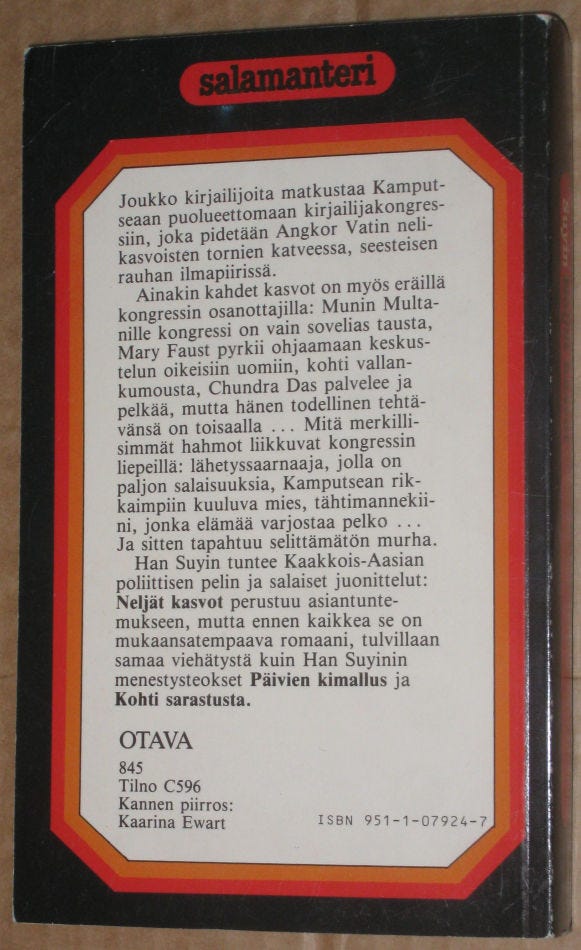 salamanteri
Joukko kirjailijoita matkustaa Kamput-
seaan puolueettomaan kirjailijakongres-
siin, joka pidetään Angkor Vatin neli-
kasvoisten tornien katveessa, seesteisen
rauhan ilmapiirissä.
Ainakin kahdet kasvot on myös eräillä
kongressin osanottajilla: Munin Multa-
nille kongressi on vain sovelias tausta,
Mary Faust pyrkii ohjaamaan keskus-
telun oikeisiin uomiin, kohti vallan-
kumousta, Chundra Das palvelee ja
pelkää, mutta hänen todellinen tehtä-
vänsä on toisaalla ... Mitä merkilli-
simmät hahmot liikkuvat kongressin
liepeillä: lähetyssaarnaaja, jolla on
paljon salaisuuksia, Kamputsean rik-
kaimpiin kuuluva mies, tähtimannekii-
ni, jonka elämää varjostaa pelko ...
Ja sitten tapahtuu selittämätön murha.
Han Suyin tuntee Kaakkois-Aasian
poliittisen pelin ja salaiset juonittelut:
Neljät kasvot perustuu asiantunte-
mukseen, mutta ennen kaikkea se on
mukaansatempaava romaani, tulvillaan
samaa viehätystä kuin Han Suyinin
menestysteokset Päivien kimallus ja
Kohti sarastusta.
OTAVA
845
Tilno C596
Kannen piirros:
Kaarina Ewart
ISBN 951-1-07924-7